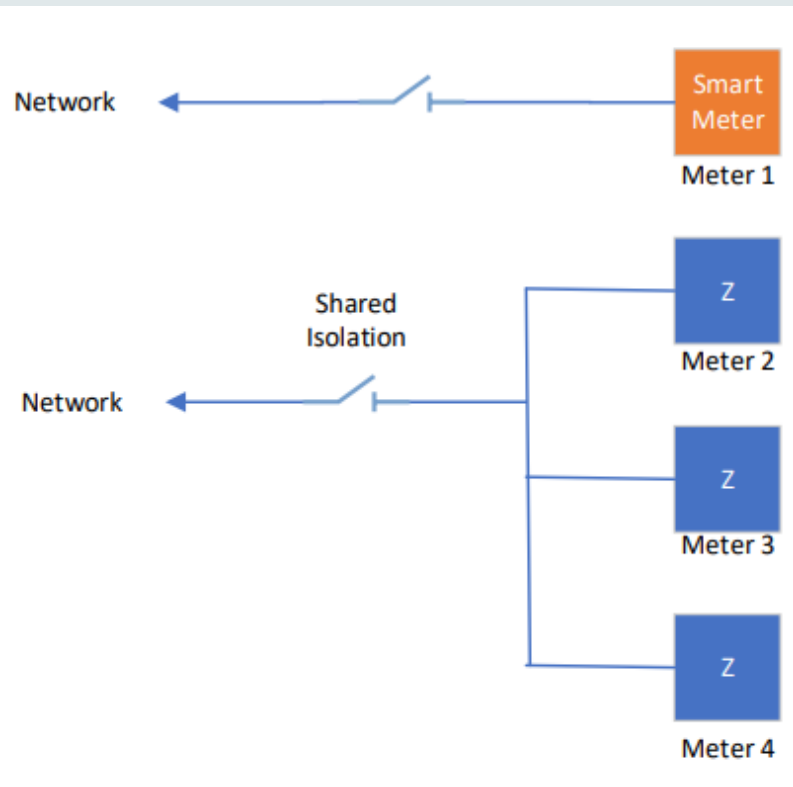 Network
Smart
Meter
Meter 1
Z
Shared
Isolation
Meter 2
Network
Z
Meter 3
Z
Meter 4